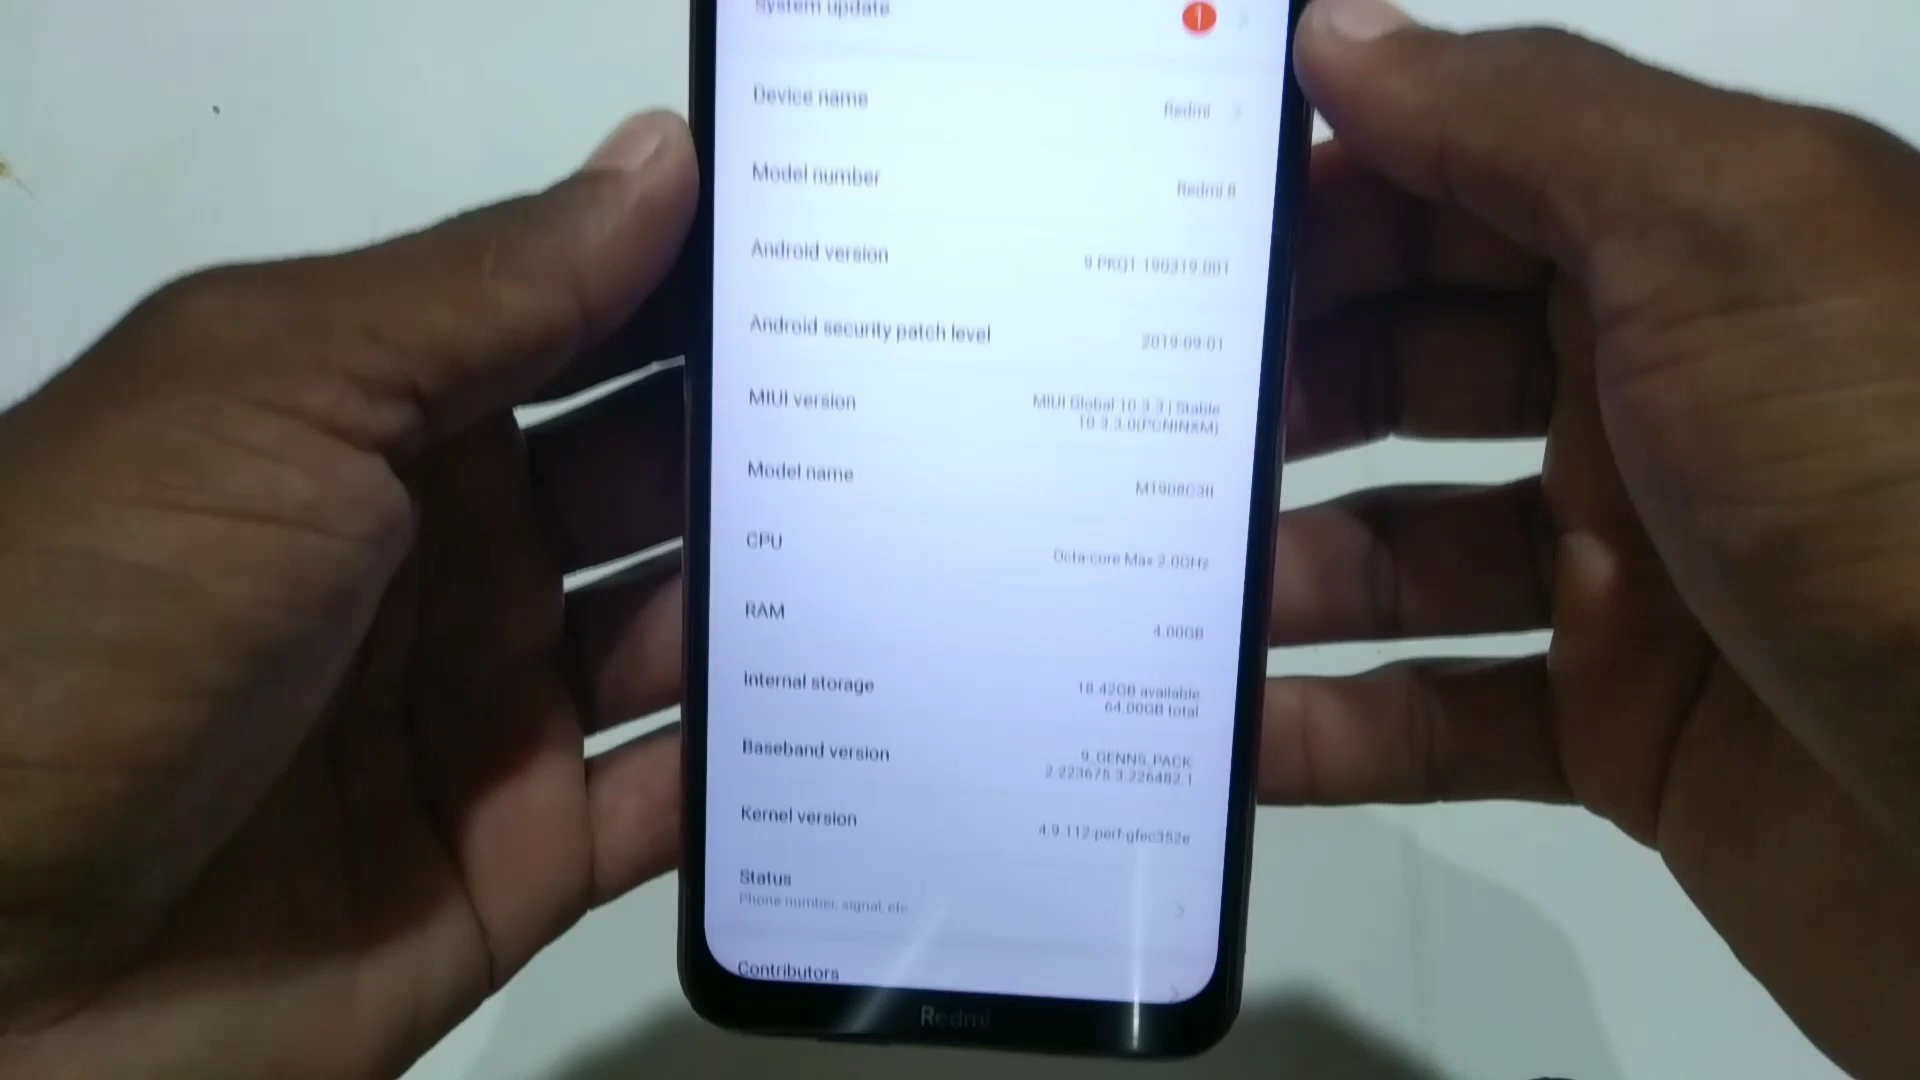 System update 1
Device name Redmi
Model number Redmi 8
Android version 9 PKQ1.190319.001
Android security patch level 2019-09-01
MIUI version MIUI Global 10.3.3 | Stable
10.3.3.0(PCNINXM)
Model name M1908C3II
CPU Octa-core Max 2.0GHz
RAM 4.00GB
Internal storage 18.42GB available
64.00GB total
Baseband version 9_GENNS_PACK
2.223675.3.226482.1
Kernel version 4.9.112-perf-gfec352e
Status
Phone number, signal, etc.
Contributors
Redmi